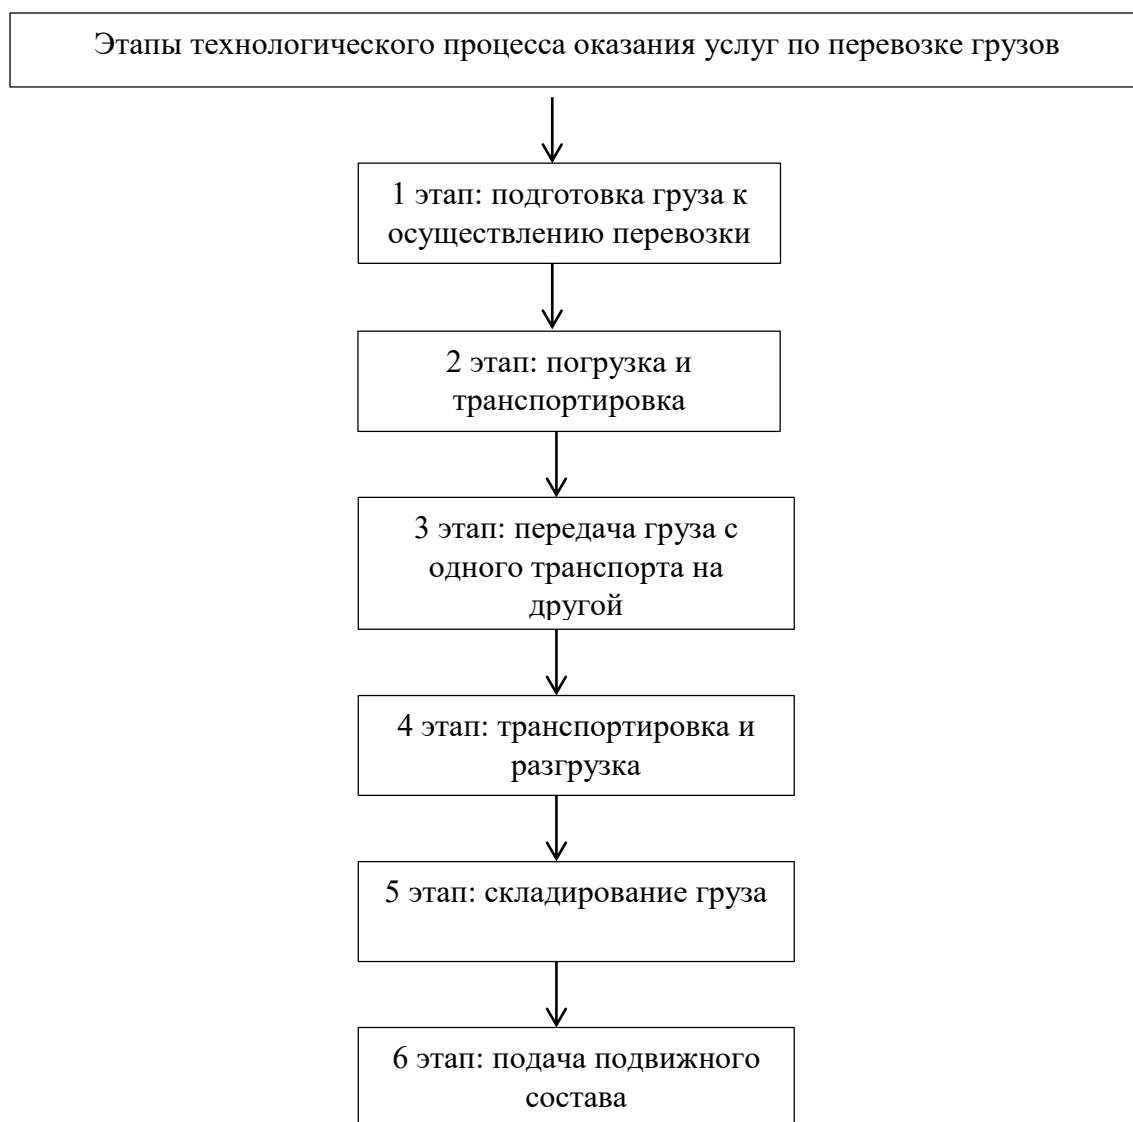 Этапы технологического процесса оказания услуг по перевозке грузов
1 этап: подготовка груза к
осуществлению перевозки
2 этап: погрузка и
транспортировка
3 этап: передача груза с
одного транспорта на
другой
4 этап: транспортировка и
разгрузка
5 этап: складирование груза
6 этап: подача подвижного
состава